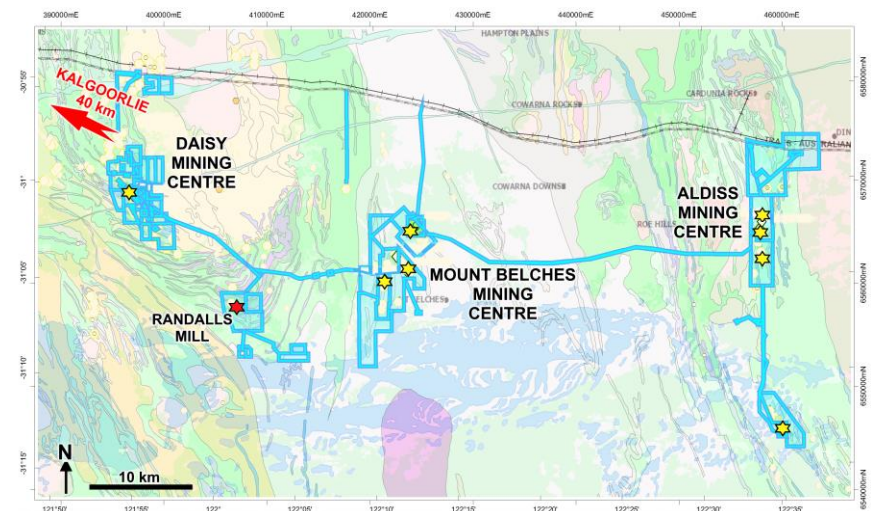 390000mE 400000mE 410000mE 420000mE 430000mE 440000mE 450000mE 460000mE
HAMPTON PLAINS
-30°55'
6580000mN
KALGOORLIE
40 km
CARDUNIA ROCKS
COWARNA ROCKS
DAISY
MINING
CENTRE
-31°
6570000mN
COWARNA DOWNS
ALDISS
MINING
CENTRE
ROE HILLS
-31°05'
6560000mN
MOUNT BELCHES
MINING
CENTRE
RANDALLS
MILL
-31°10'
6550000mN
-31°15'
N
10 km
6540000mN
121°50' 121°55' 122° 122°05' 122°10' 122°15' 122°20' 122°25' 122°30' 122°35'